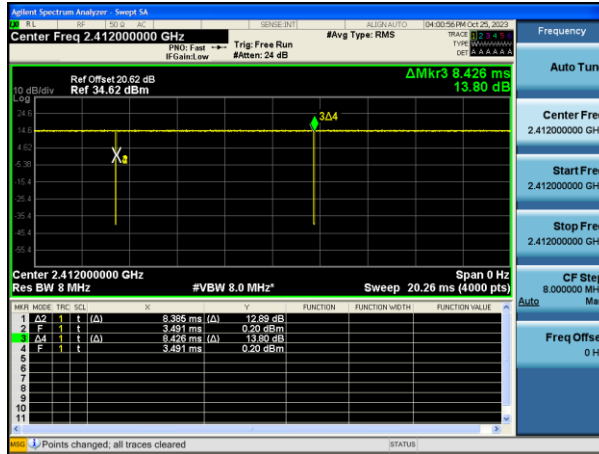 Agilent Spectrum Analyzer - Swept SA
RL RF 50 Ω AC SENSE:INT ALIGN AUTO 04:00:56 PM Oct 25, 2023
Center Freq 2.412000000 GHz #Avg Type: RMS TRACE 1 2 3 4 5 6
PNO: Fast Trig: Free Run TYPE WWWWWW
IFGain:Low #Atten: 24 dB DET A A A A A A
Frequency
Auto Tun
ΔMkr3 8.426 ms
13.80 dB
Ref Offset 20.62 dB
10 dB/div Ref 34.62 dBm
Log
24.6
14.6
4.62
-5.38
-15.4
-25.4
-35.4
-45.4
-55.4
3Δ4
Center Fre
2.412000000 GH
Start Fre
2.412000000 GH
Stop Fre
2.412000000 GH
CF Step
8.000000 MH
Auto Ma
Freq Offse
0 H
Center 2.412000000 GHz Span 0 Hz
Res BW 8 MHz #VBW 8.0 MHz* Sweep 20.26 ms (4000 pts)
MKR MODE TRC SCL X Y FUNCTION FUNCTION WIDTH FUNCTION VALUE
1 Δ2 1 t (Δ) 8.385 ms (Δ) 12.89 dB
2 F 1 t 3.491 ms 0.20 dBm
3 Δ4 1 t (Δ) 8.426 ms (Δ) 13.80 dB
4 F 1 t 3.491 ms 0.20 dBm
5
6
7
8
9
10
11
MSG Points changed; all traces cleared STATUS